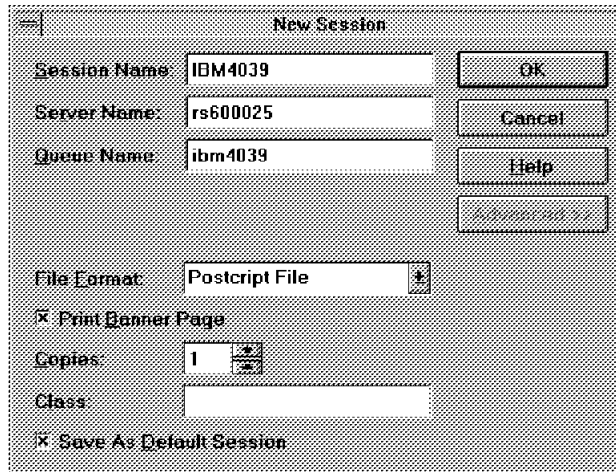 New Session
Session Name: IBM4039
OK
Server Name: rs600025
Cancel
Queue Name: ibm4039
Help
Advanced >>
File Format: Postcript File
Print Banner Page
Copies: 1
Class:
Save As Default Session